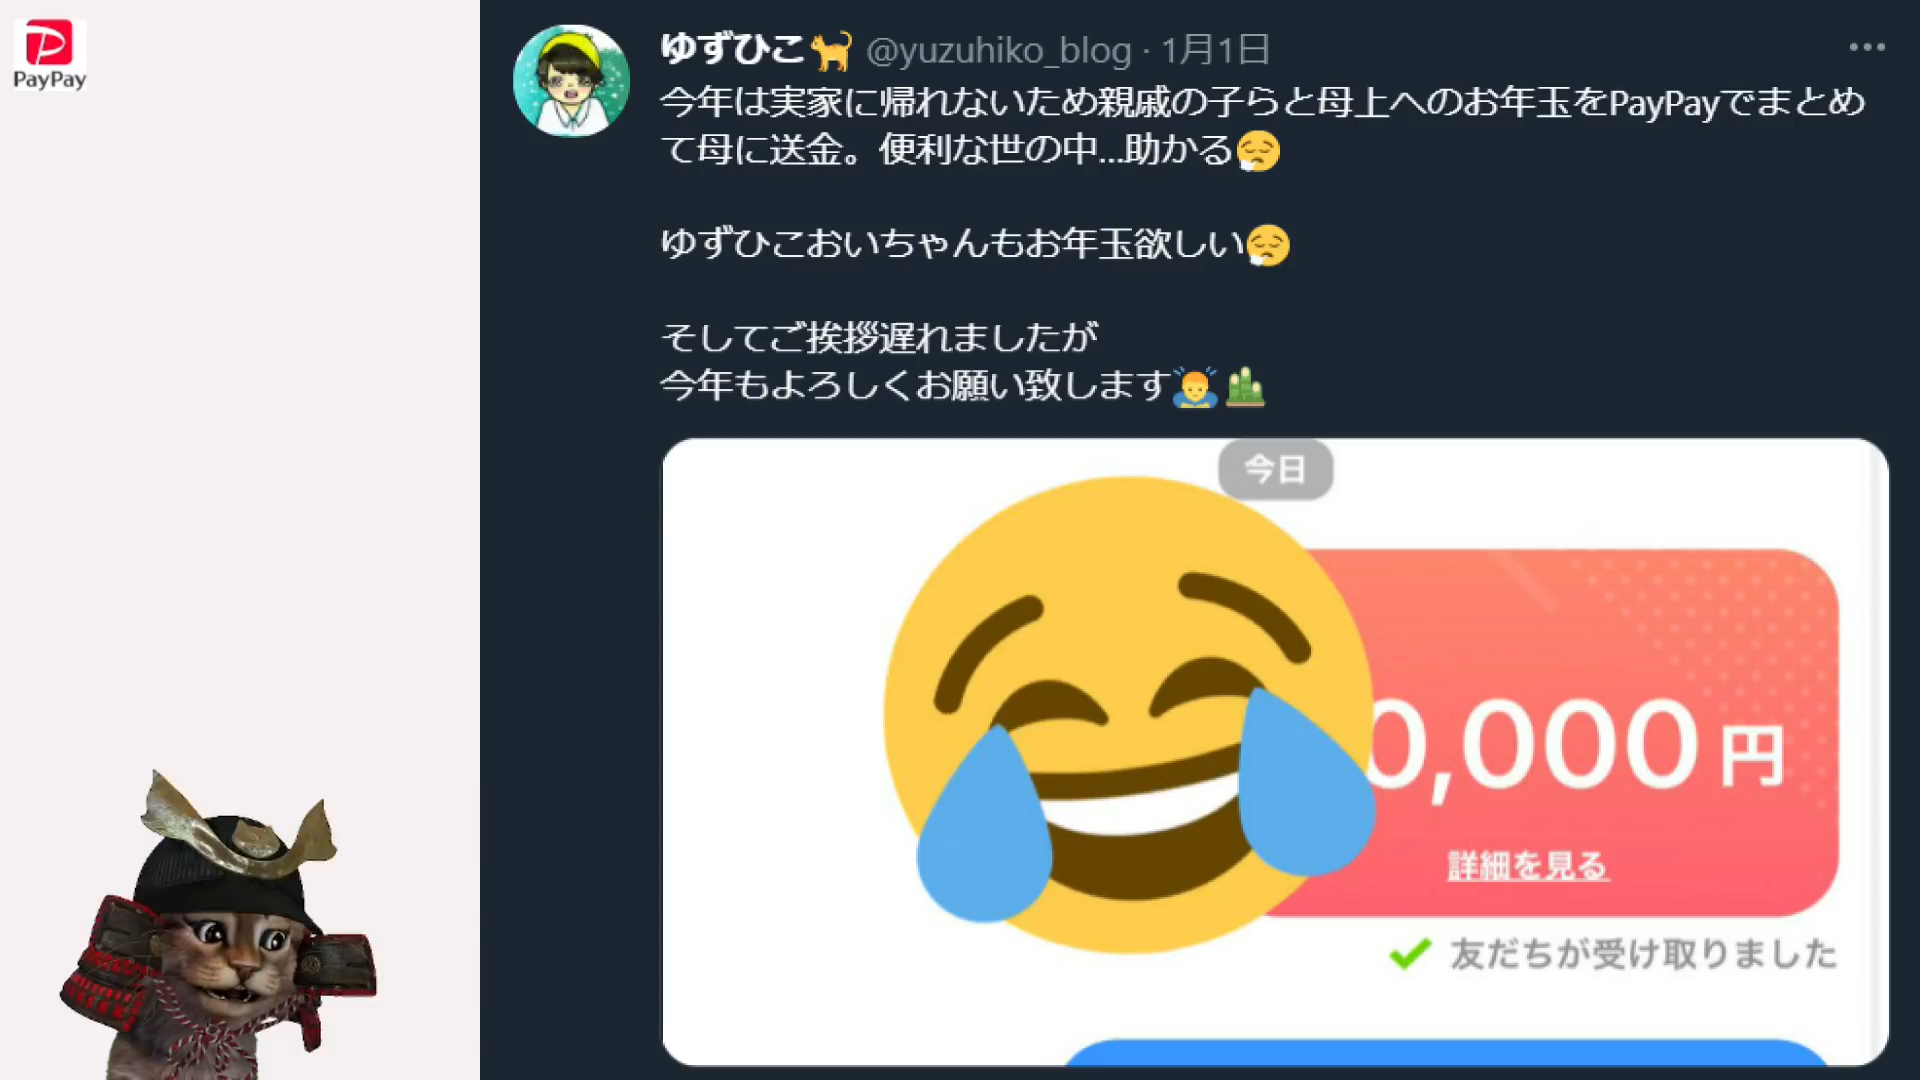 PayPay
ゆずひこ🐈 @yuzuhiko_blog · 1月1日
今年は実家に帰れないため親戚の子らと母上へのお年玉をPayPayでまとめ
て母に送金。便利な世の中...助かる😮‍💨
ゆずひこおいちゃんもお年玉欲しい😮‍💨
そしてご挨拶遅れましたが
今年もよろしくお願い致します🙇🎍
今日
0,000円
詳細を見る
友だちが受け取りました